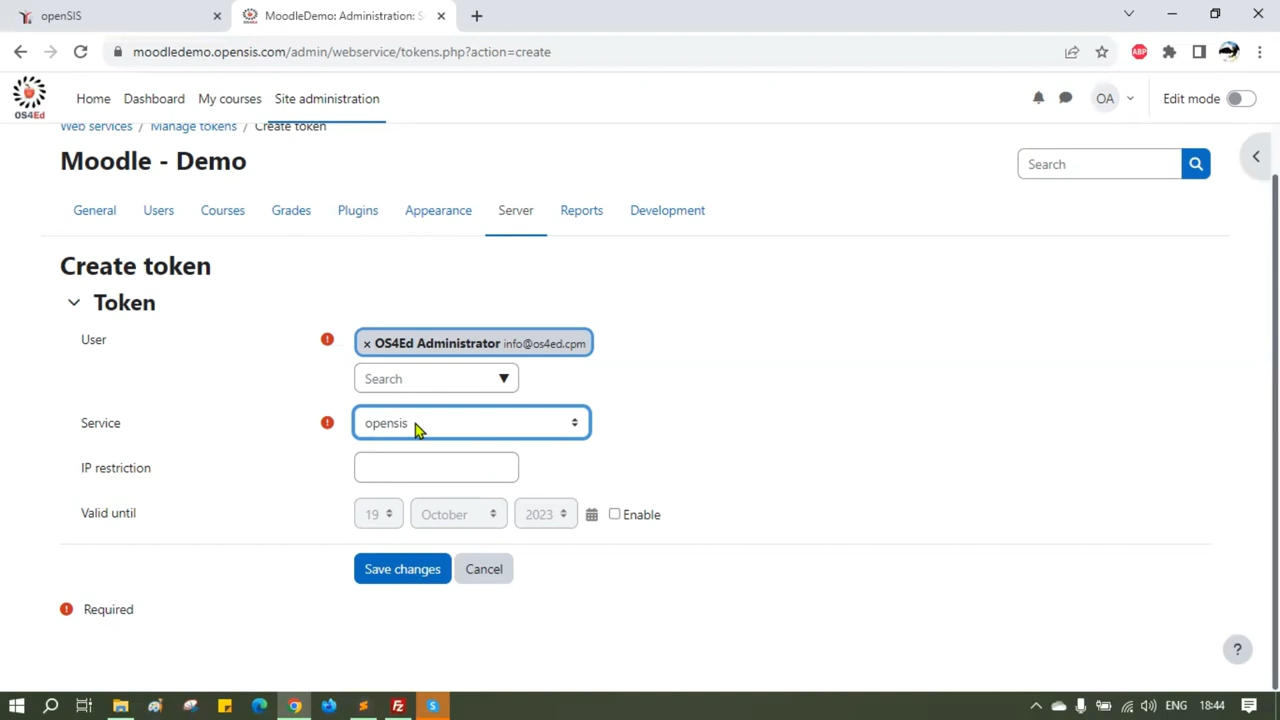 openSIS
MoodleDemo: Administration: S
moodledemo.opensis.com/admin/webservice/tokens.php?action=create
ABP
OS4Ed
Home Dashboard My courses Site administration
OA
Edit mode
Web services / Manage tokens / Create token
Moodle - Demo
Search
General Users Courses Grades Plugins Appearance Server Reports Development
Create token
Token
User
× OS4Ed Administrator info@os4ed.cpm
Search
Service
opensis
IP restriction
Valid until
19 October 2023 Enable
Save changes Cancel
Required
?
ENG 18:44